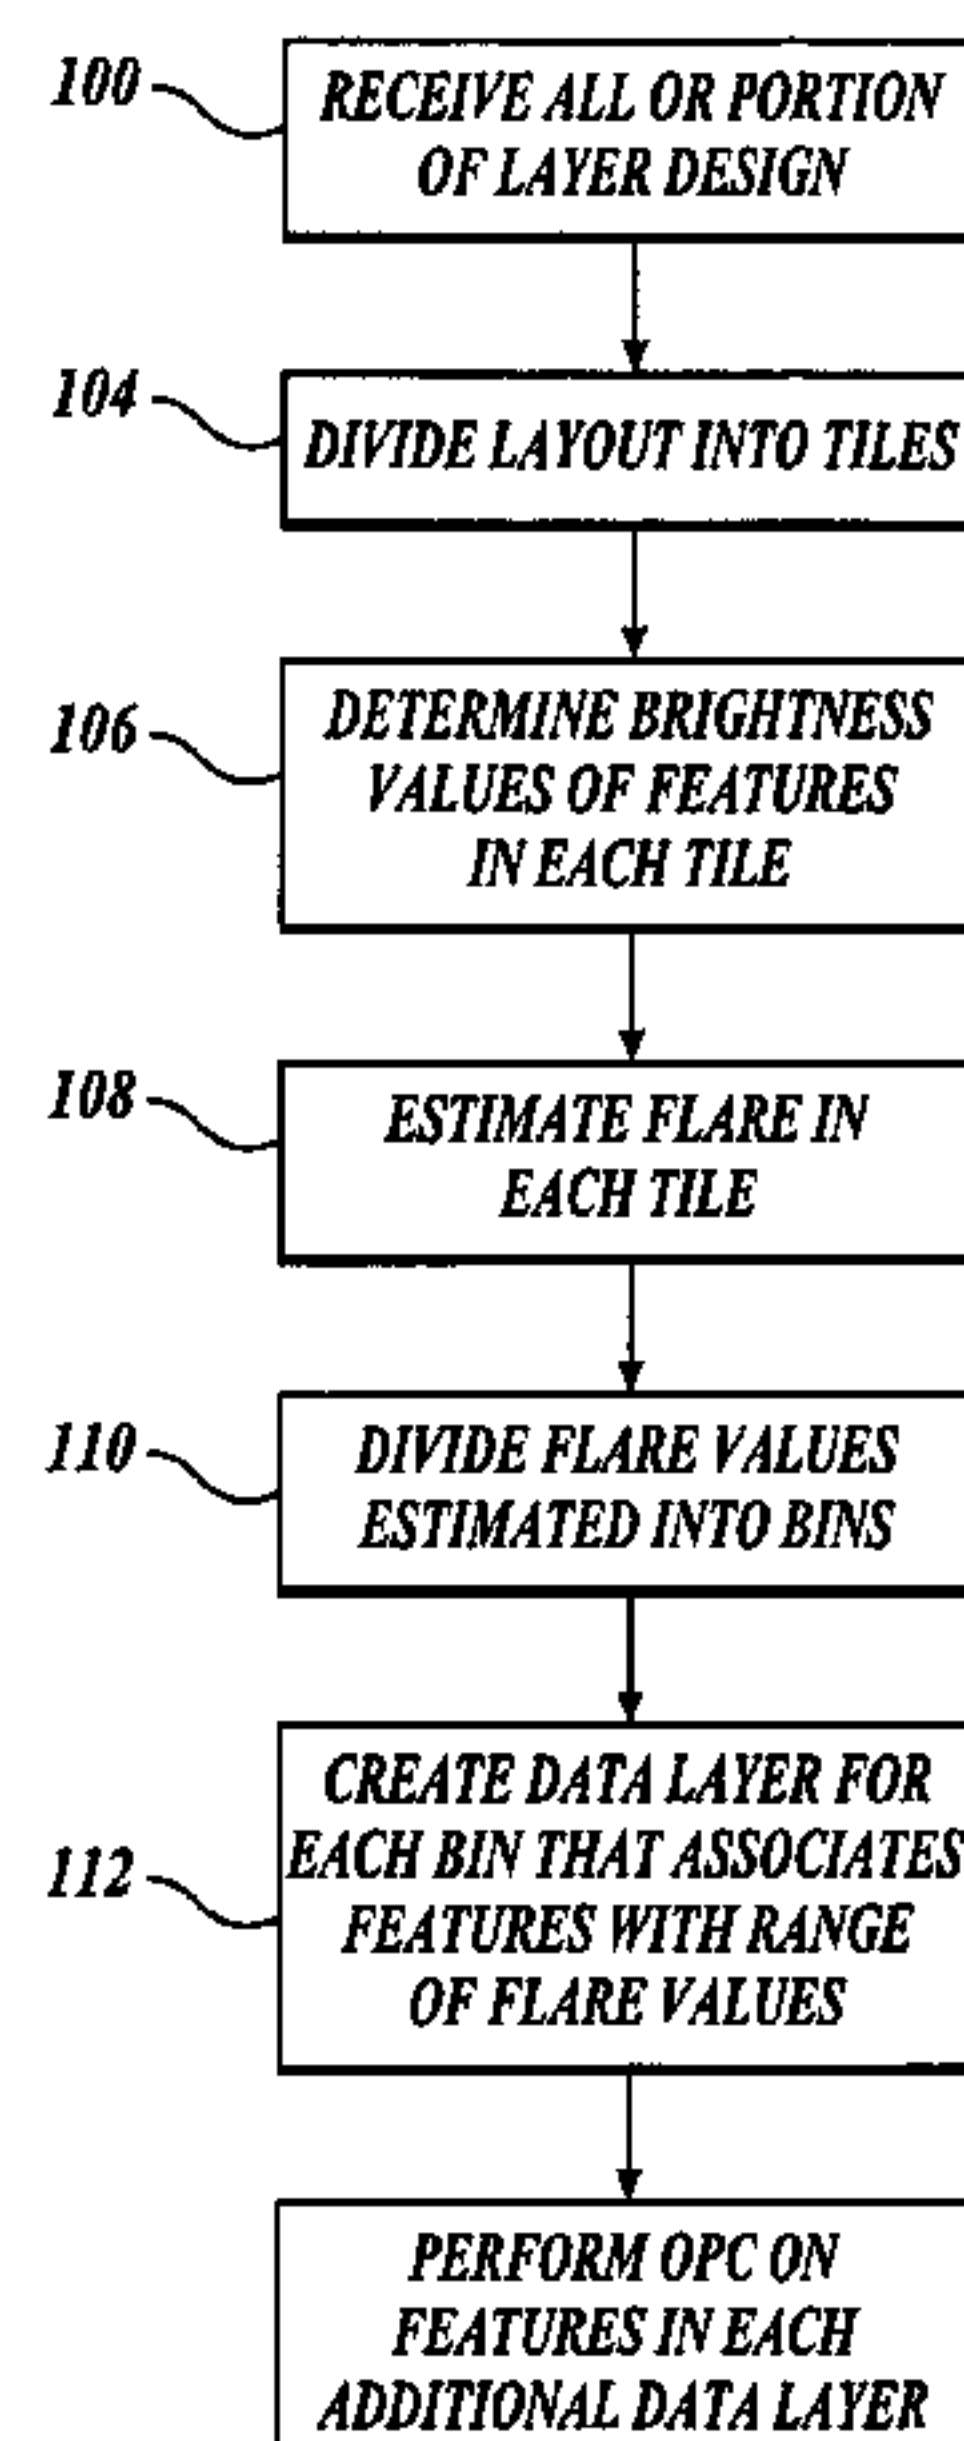 100
RECEIVE ALL OR PORTION
OF LAYER DESIGN
104
DIVIDE LAYOUT INTO TILES
106
DETERMINE BRIGHTNESS
VALUES OF FEATURES
IN EACH TILE
108
ESTIMATE FLARE IN
EACH TILE
110
DIVIDE FLARE VALUES
ESTIMATED INTO BINS
112
CREATE DATA LAYER FOR
EACH BIN THAT ASSOCIATES
FEATURES WITH RANGE
OF FLARE VALUES
PERFORM OPC ON
FEATURES IN EACH
ADDITIONAL DATA LAYER